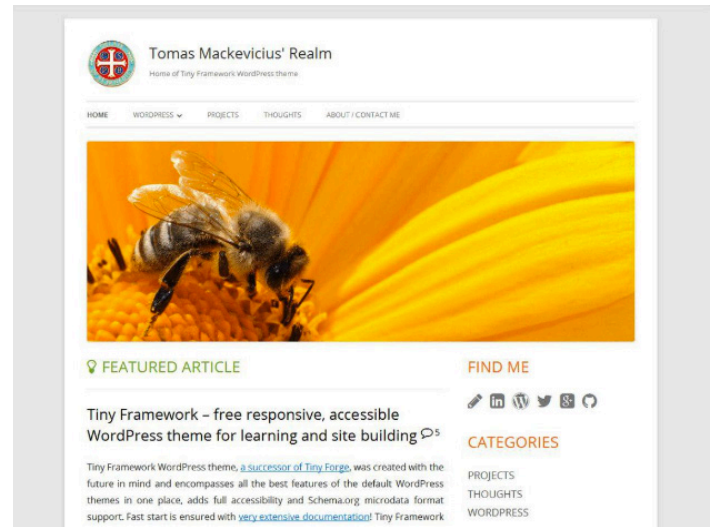 Tomas Mackevicius' Realm
Home of Tiny Framework WordPress theme
HOME WORDPRESS PROJECTS THOUGHTS ABOUT / CONTACT ME
FEATURED ARTICLE
Tiny Framework – free responsive, accessible
WordPress theme for learning and site building 5
Tiny Framework WordPress theme, a successor of Tiny Forge, was created with the
future in mind and encompasses all the best features of the default WordPress
themes in one place, adds full accessibility and Schema.org microdata format
support. Fast start is ensured with very extensive documentation! Tiny Framework
FIND ME
CATEGORIES
PROJECTS
THOUGHTS
WORDPRESS